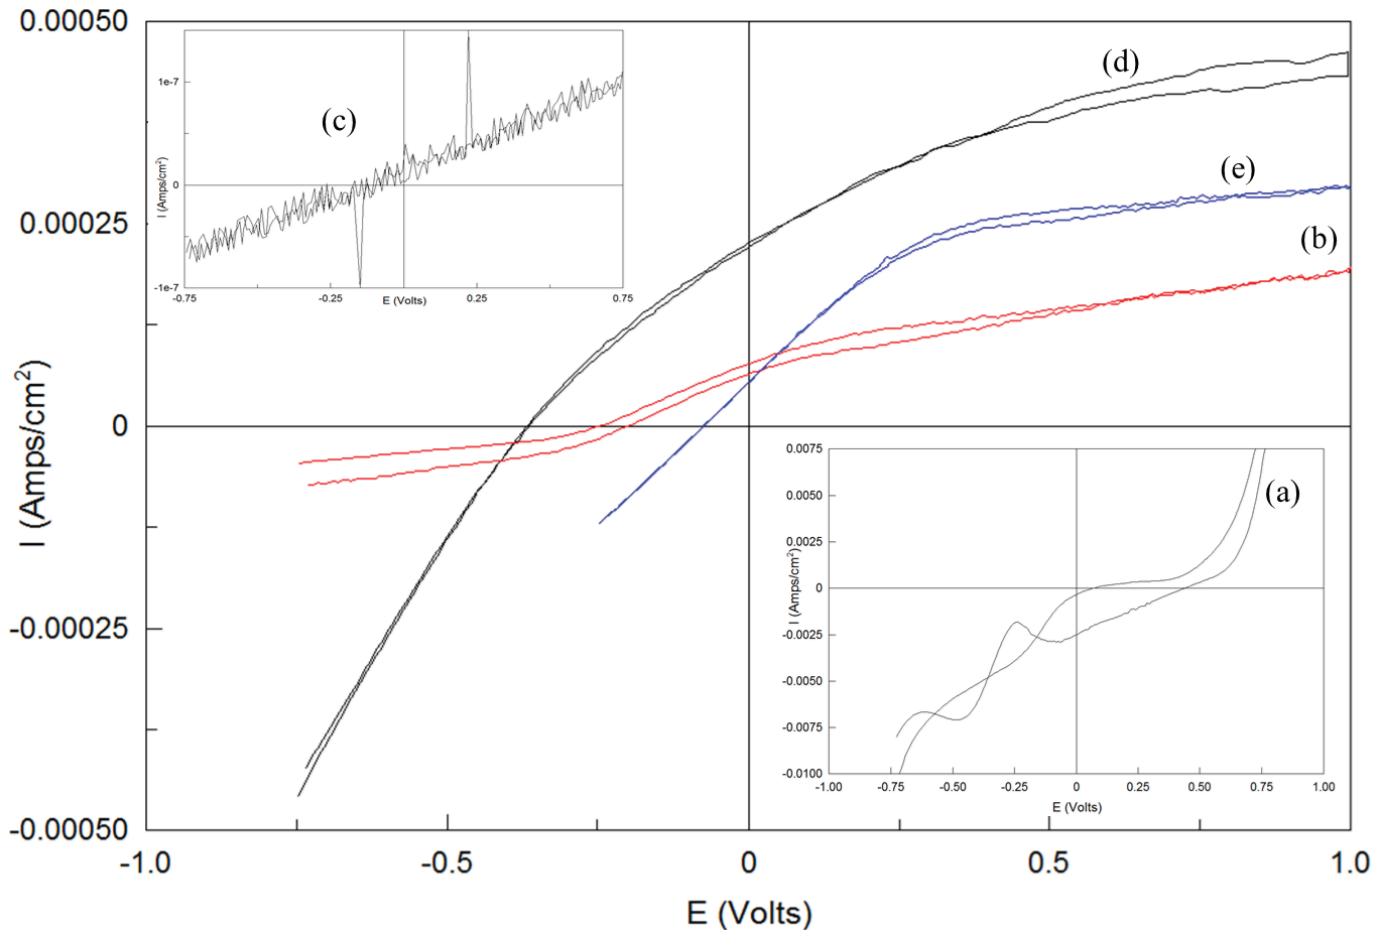 0.00050
0.00025
0
-0.00025
-0.00050
-1.0
-0.5
0
0.5
1.0
I (Amps/cm²)
E (Volts)
(d)
(e)
(b)
(c)
1e-7
0
-1e-7
-0.75
-0.25
0.25
0.75
I (Amps/cm²)
E (Volts)
(a)
0.0075
0.0050
0.0025
0
-0.0025
-0.0050
-0.0075
-0.0100
-1.00
-0.75
-0.50
-0.25
0
0.25
0.50
0.75
1.00
I (Amps/cm²)
E (Volts)